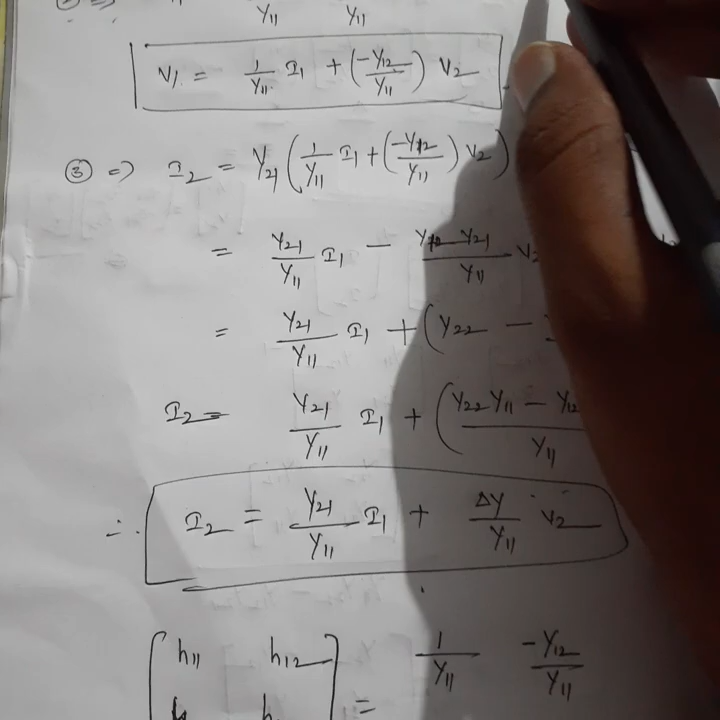 Y11 Y11
V1 = 1/Y11 I1 + (-Y12/Y11) V2
③ => I2 = Y21 (1/Y11 I1 + (-Y12/Y11) V2)
= Y21/Y11 I1 - Y12 Y21/Y11 V2
= Y21/Y11 I1 + (Y22 -
I2 = Y21/Y11 I1 + (Y22 Y11 - Y12/Y11
∴ I2 = Y21/Y11 I1 + ΔY/Y11 V2
[h11 h12] = 1/Y11 -Y12/Y11